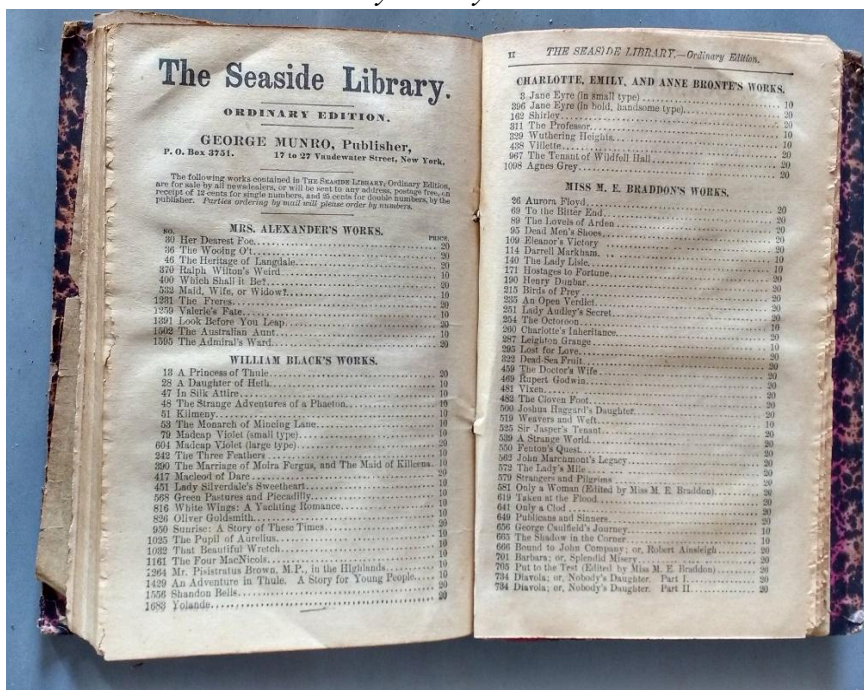 The Seaside Library.
ORDINARY EDITION.
GEORGE MUNRO, Publisher,
P. O. Box 3751. 17 to 27 Vandewater Street, New York.
The following works contained in THE SEASIDE LIBRARY, Ordinary Edition,
are for sale by all newsdealers, or will be sent to any address, postage free, on
receipt of 12 cents for single numbers, and 25 cents for double numbers, by the
publisher. Parties ordering by mail will please order by numbers.
MRS. ALEXANDER'S WORKS.
NO. PRICE.
30 Her Dearest Foe 20
36 The Wooing O't 20
46 The Heritage of Langdale 20
370 Ralph Wilton's Weird 10
400 Which Shall it Be? 20
532 Maid, Wife, or Widow? 10
1231 The Freres 20
1259 Valerie's Fate 10
1391 Look Before You Leap 20
1502 The Australian Aunt 10
1595 The Admiral's Ward 20
WILLIAM BLACK'S WORKS.
13 A Princess of Thule 20
28 A Daughter of Heth 10
47 In Silk Attire 10
48 The Strange Adventures of a Phaeton 10
51 Kilmeny 10
53 The Monarch of Mincing Lane 10
79 Madcap Violet (small type) 10
604 Madcap Violet (large type) 20
242 The Three Feathers 10
390 The Marriage of Moira Fergus, and The Maid of Killeena 10
417 Macleod of Dare 20
451 Lady Silverdale's Sweetheart 10
568 Green Pastures and Piccadilly 10
816 White Wings: A Yachting Romance 10
826 Oliver Goldsmith 10
950 Sunrise: A Story of These Times 20
1025 The Pupil of Aurelius 10
1032 That Beautiful Wretch 10
1161 The Four MacNicols 10
1264 Mr. Pisistratus Brown, M.P., in the Highlands 10
1429 An Adventure in Thule. A Story for Young People 10
1556 Shandon Bells 20
1683 Yolande 20
II THE SEASIDE LIBRARY.—Ordinary Edition.
CHARLOTTE, EMILY, AND ANNE BRONTE'S WORKS.
3 Jane Eyre (in small type) 10
396 Jane Eyre (in bold, handsome type) 20
162 Shirley 20
311 The Professor 10
329 Wuthering Heights 10
438 Villette 20
967 The Tenant of Wildfell Hall 20
1098 Agnes Grey 20
MISS M. E. BRADDON'S WORKS.
26 Aurora Floyd 20
69 To the Bitter End 20
89 The Lovels of Arden 20
95 Dead Men's Shoes 20
109 Eleanor's Victory 20
114 Darrell Markham 10
140 The Lady Lisle 10
171 Hostages to Fortune 20
190 Henry Dunbar 20
215 Birds of Prey 20
235 An Open Verdict 20
251 Lady Audley's Secret 20
254 The Octoroon 10
260 Charlotte's Inheritance 20
287 Leighton Grange 10
295 Lost for Love 20
322 Dead-Sea Fruit 20
459 The Doctor's Wife 20
469 Rupert Godwin 20
481 Vixen 20
482 The Cloven Foot 20
500 Joshua Haggard's Daughter 20
519 Weavers and Weft 10
525 Sir Jasper's Tenant 20
539 A Strange World 20
550 Fenton's Quest 20
562 John Marchmont's Legacy 20
572 The Lady's Mile 20
579 Strangers and Pilgrims 20
581 Only a Woman (Edited by Miss M. E. Braddon) 20
619 Taken at the Flood 20
641 Only a Clod 20
649 Publicans and Sinners 20
656 George Caulfield's Journey 10
665 The Shadow in the Corner 10
666 Bound to John Company; or, Robert Ainsleigh 20
701 Barbara; or, Splendid Misery 20
705 Put to the Test (Edited by Miss M. E. Braddon) 20
734 Diavola; or, Nobody's Daughter. Part I 20
734 Diavola; or, Nobody's Daughter. Part II 20